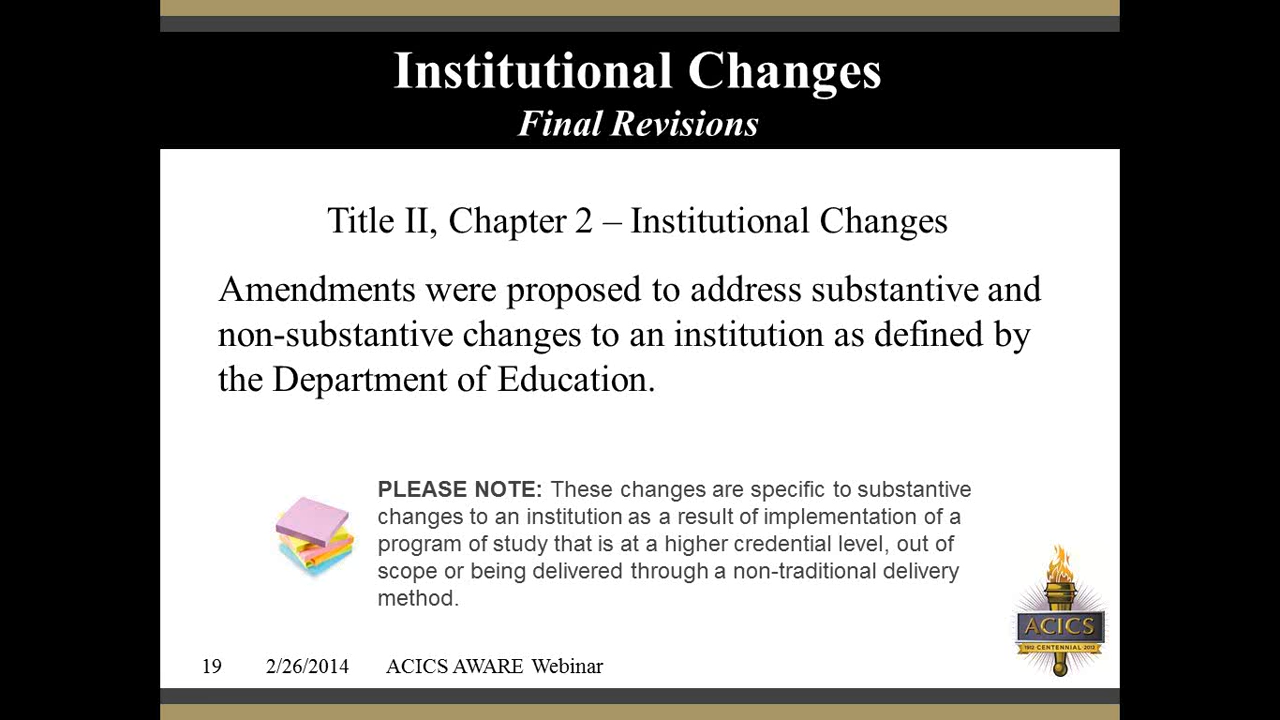 Institutional Changes
Final Revisions
Title II, Chapter 2 – Institutional Changes
Amendments were proposed to address substantive and
non-substantive changes to an institution as defined by
the Department of Education.
PLEASE NOTE: These changes are specific to substantive
changes to an institution as a result of implementation of a
program of study that is at a higher credential level, out of
scope or being delivered through a non-traditional delivery
method.
ACICS
1912 CENTENNIAL 2012
19 2/26/2014 ACICS AWARE Webinar